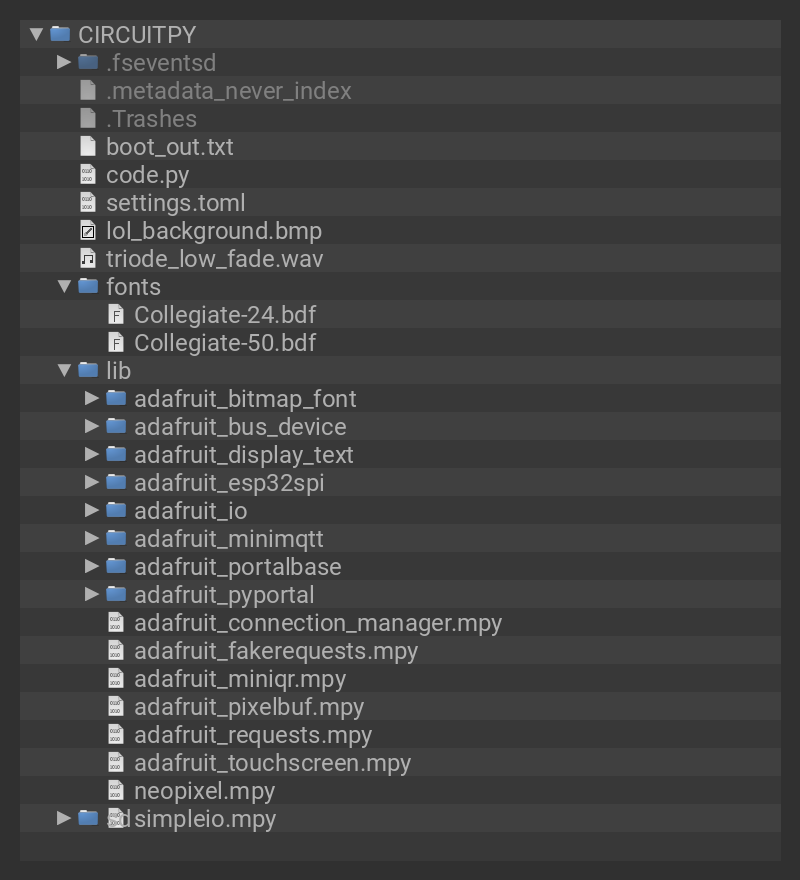 CIRCUITPY
.fseventsd
.metadata_never_index
.Trashes
boot_out.txt
code.py
settings.toml
lol_background.bmp
triode_low_fade.wav
fonts
Collegiate-24.bdf
Collegiate-50.bdf
lib
adafruit_bitmap_font
adafruit_bus_device
adafruit_display_text
adafruit_esp32spi
adafruit_io
adafruit_minimqtt
adafruit_portalbase
adafruit_pyportal
adafruit_connection_manager.mpy
adafruit_fakerequests.mpy
adafruit_miniqr.mpy
adafruit_pixelbuf.mpy
adafruit_requests.mpy
adafruit_touchscreen.mpy
neopixel.mpy
sd simpleio.mpy